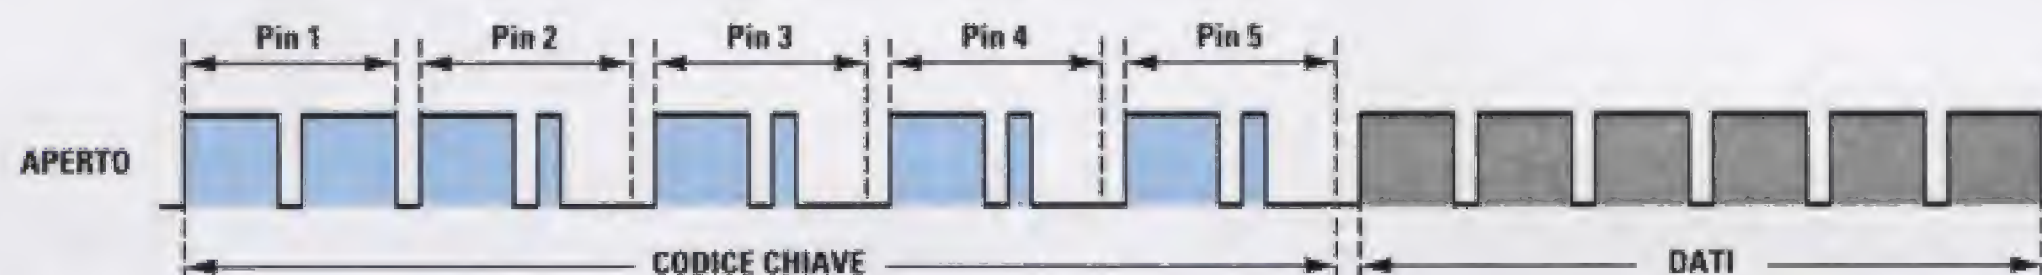 Pin 1 Pin 2 Pin 3 Pin 4 Pin 5
APERTO
CODICE CHIAVE DATI